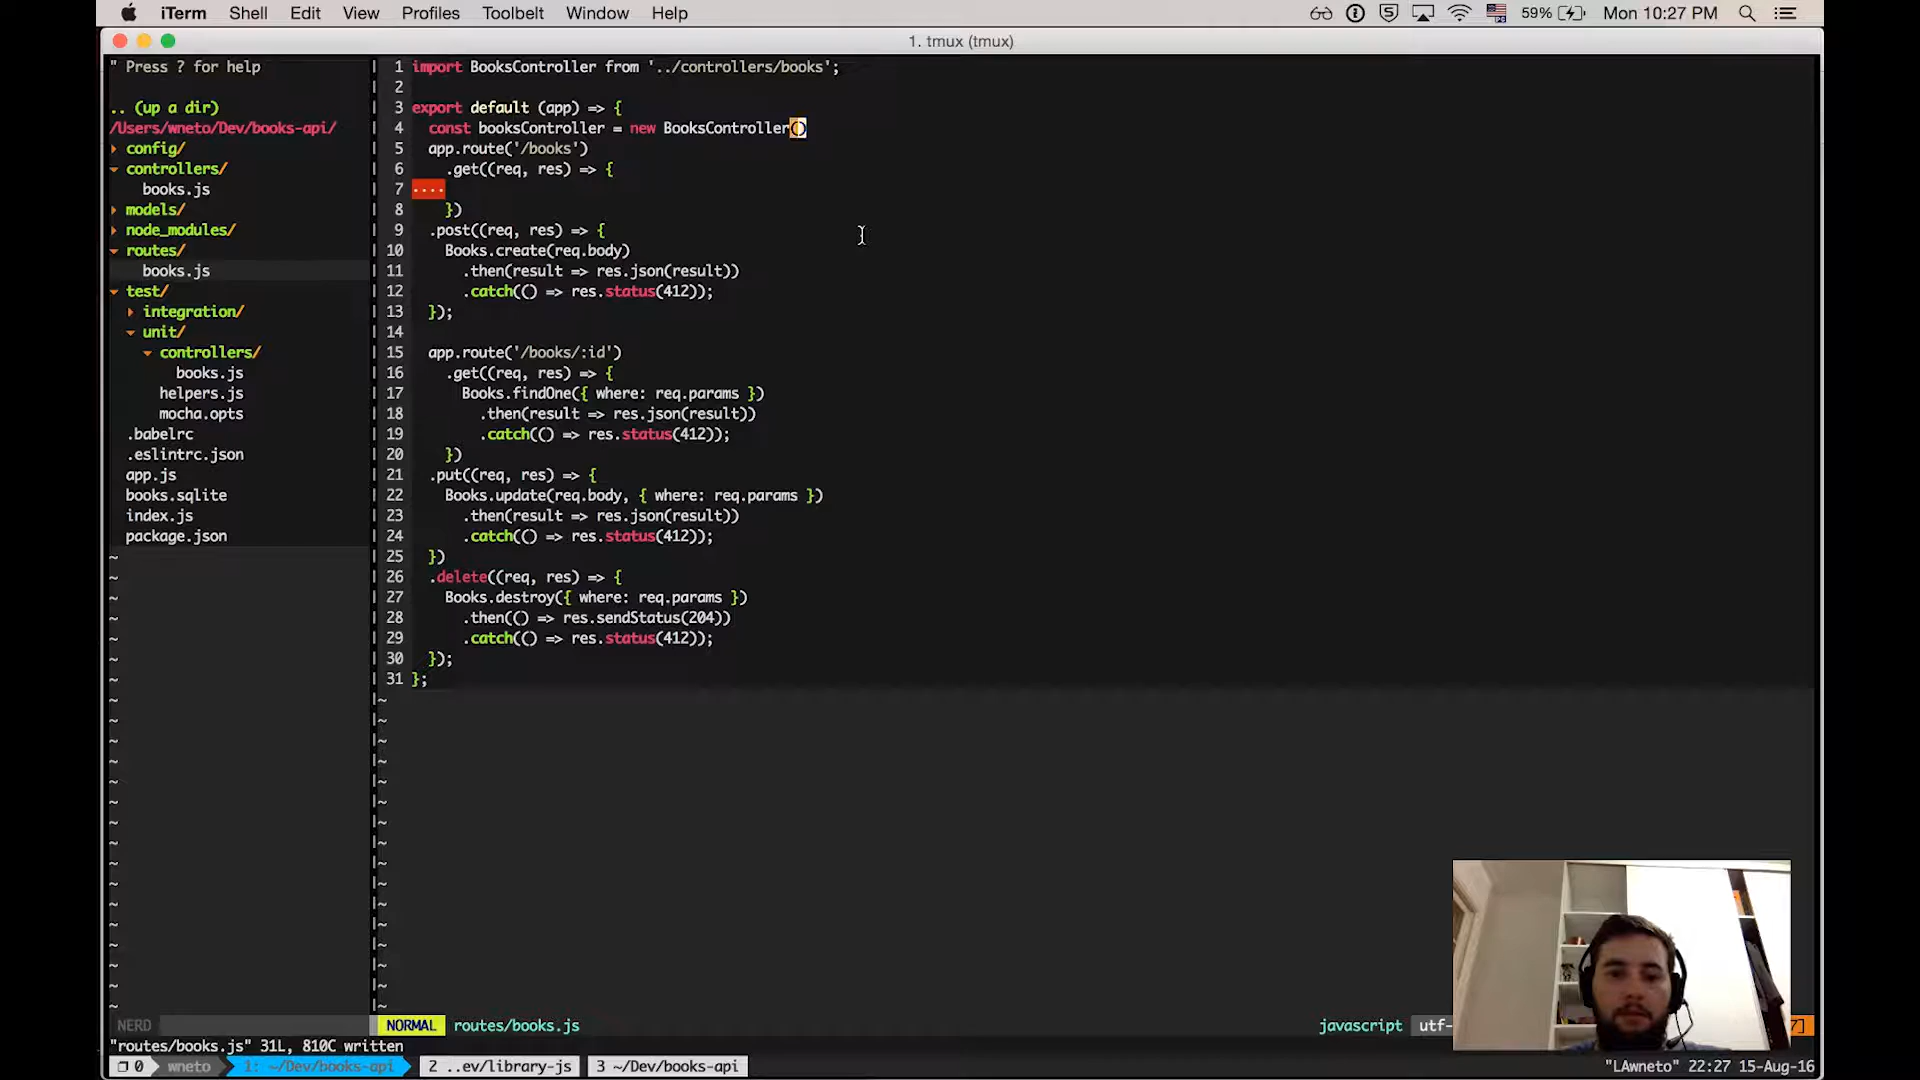 iTerm Shell Edit View Profiles Toolbelt Window Help 59% Mon 10:27 PM
1. tmux (tmux)
" Press ? for help
.. (up a dir)
/Users/wneto/Dev/books-api/
config/
controllers/
books.js
models/
node_modules/
routes/
books.js
test/
integration/
unit/
controllers/
books.js
helpers.js
mocha.opts
.babelrc
.eslintrc.json
app.js
books.sqlite
index.js
package.json
1 import BooksController from '../controllers/books';
2
3 export default (app) => {
4 const booksController = new BooksController()
5 app.route('/books')
6 .get((req, res) => {
7 ....
8 })
9 .post((req, res) => {
10 Books.create(req.body)
11 .then(result => res.json(result))
12 .catch(() => res.status(412));
13 });
14
15 app.route('/books/:id')
16 .get((req, res) => {
17 Books.findOne({ where: req.params })
18 .then(result => res.json(result))
19 .catch(() => res.status(412));
20 })
21 .put((req, res) => {
22 Books.update(req.body, { where: req.params })
23 .then(result => res.json(result))
24 .catch(() => res.status(412));
25 })
26 .delete((req, res) => {
27 Books.destroy({ where: req.params })
28 .then(() => res.sendStatus(204))
29 .catch(() => res.status(412));
30 });
31 };
NERD NORMAL routes/books.js javascript utf- 7]
"routes/books.js" 31L, 810C written
0 wneto 1: ~/Dev/books-api 2 ..ev/library-js 3 ~/Dev/books-api "LAwneto" 22:27 15-Aug-16